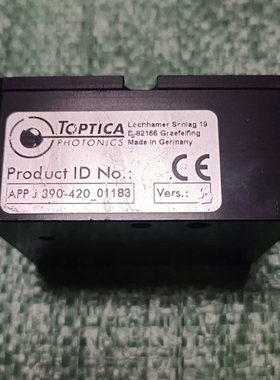 TOPTICA
PHOTONICS
Lochhamer Schlag 19
D-82166 Graefelfing
Made in Germany
Product ID No.: CE
APP J 390-420_01183 Vers.: